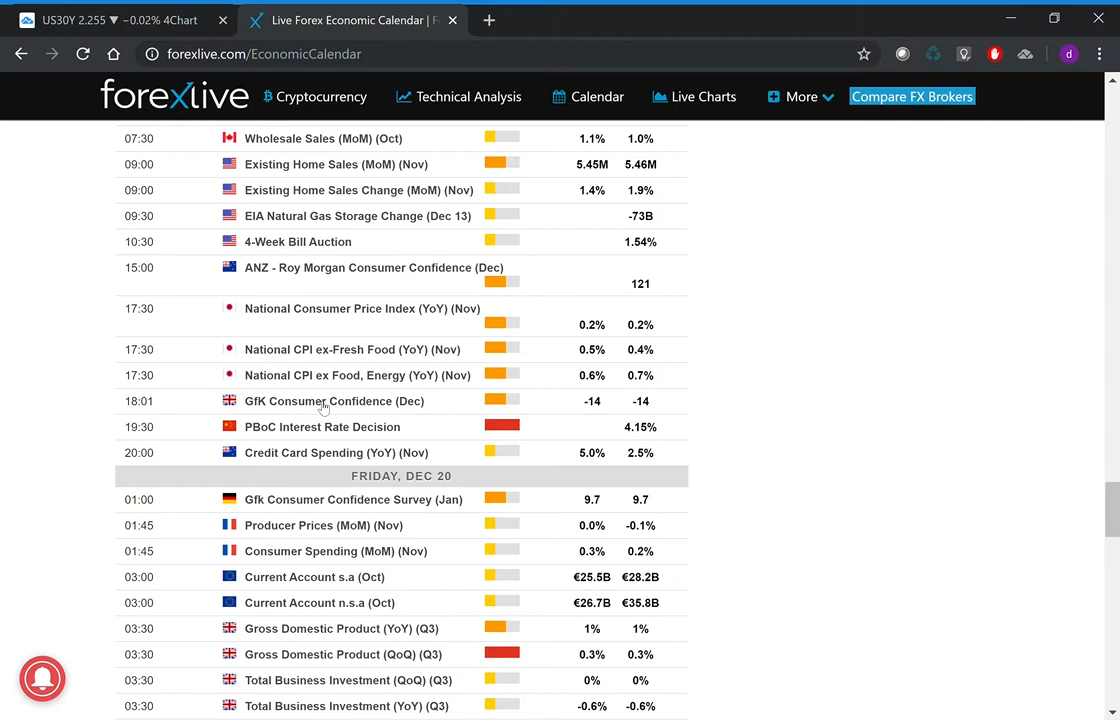 US30Y 2.255 ▼ −0.02% 4Chart
Live Forex Economic Calendar | F
forexlive.com/EconomicCalendar
d
forexlive
Cryptocurrency
Technical Analysis
Calendar
Live Charts
More
Compare FX Brokers
07:30 Wholesale Sales (MoM) (Oct) 1.1% 1.0%
09:00 Existing Home Sales (MoM) (Nov) 5.45M 5.46M
09:00 Existing Home Sales Change (MoM) (Nov) 1.4% 1.9%
09:30 EIA Natural Gas Storage Change (Dec 13) -73B
10:30 4-Week Bill Auction 1.54%
15:00 ANZ - Roy Morgan Consumer Confidence (Dec)
121
17:30 National Consumer Price Index (YoY) (Nov)
0.2% 0.2%
17:30 National CPI ex-Fresh Food (YoY) (Nov) 0.5% 0.4%
17:30 National CPI ex Food, Energy (YoY) (Nov) 0.6% 0.7%
18:01 GfK Consumer Confidence (Dec) -14 -14
19:30 PBoC Interest Rate Decision 4.15%
20:00 Credit Card Spending (YoY) (Nov) 5.0% 2.5%
FRIDAY, DEC 20
01:00 Gfk Consumer Confidence Survey (Jan) 9.7 9.7
01:45 Producer Prices (MoM) (Nov) 0.0% -0.1%
01:45 Consumer Spending (MoM) (Nov) 0.3% 0.2%
03:00 Current Account s.a (Oct) €25.5B €28.2B
03:00 Current Account n.s.a (Oct) €26.7B €35.8B
03:30 Gross Domestic Product (YoY) (Q3) 1% 1%
03:30 Gross Domestic Product (QoQ) (Q3) 0.3% 0.3%
03:30 Total Business Investment (QoQ) (Q3) 0% 0%
03:30 Total Business Investment (YoY) (Q3) -0.6% -0.6%